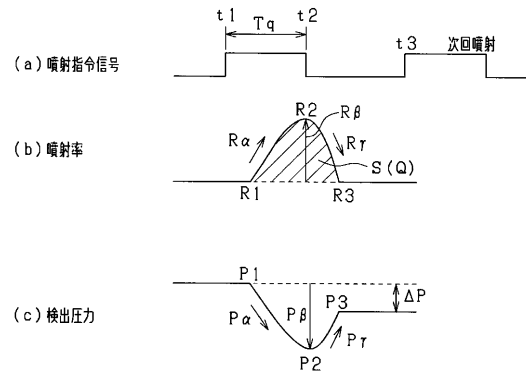 t1 t2
Tq
t3 次回噴射
(a)噴射指令信号
R2
Rβ
Rα
Rγ
(b)噴射率
S(Q)
R1 R3
P1
P3 ΔP
(c)検出圧力
Pα
Pβ
Pγ
P2